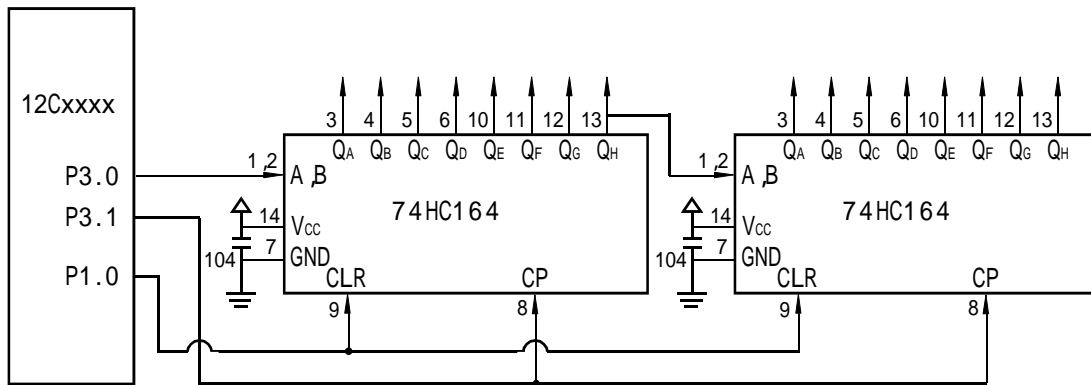 12Cxxxx
P3.0
P3.1
P1.0
3 4 5 6 10 11 12 13
QA QB QC QD QE QF QG QH
1,2
A,B
74HC164
14
Vcc
7
GND
104
CLR
CP
9
8
3 4 5 6 10 11 12 13
QA QB QC QD QE QF QG QH
1,2
A,B
74HC164
14
Vcc
7
GND
104
CLR
CP
9
8